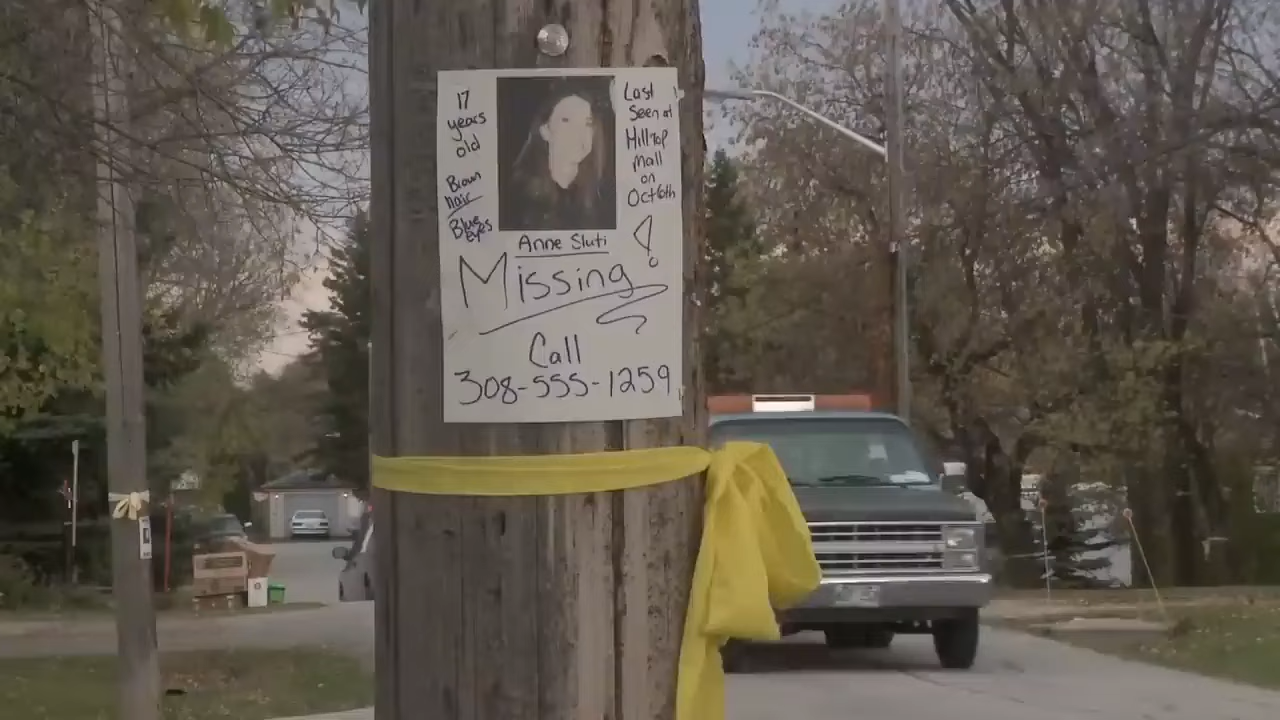 17
years
old
Brown
hair
Blue
eyes
Last
Seen at
Hilltop
Mall
on
Oct 6th
Anne Sluti
Missing!
Call
308-555-1259